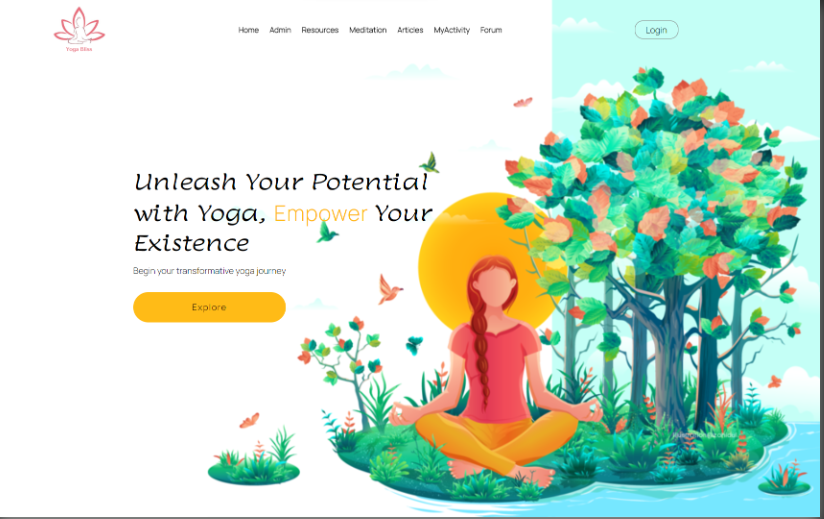 Yoga Bliss
Home Admin Resources Meditation Articles MyActivity Forum
Login
Unleash Your Potential
with Yoga, Empower Your
Existence
Begin your transformative yoga journey
Explore